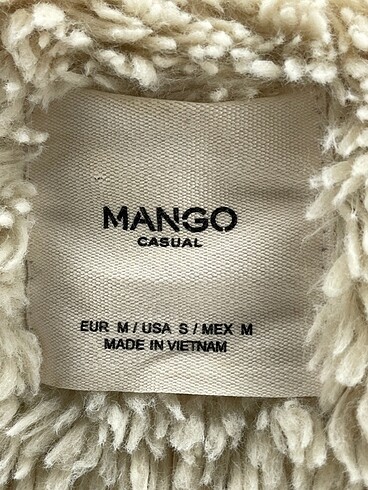 MANGO
CASUAL
EUR M / USA S / MEX M
MADE IN VIETNAM